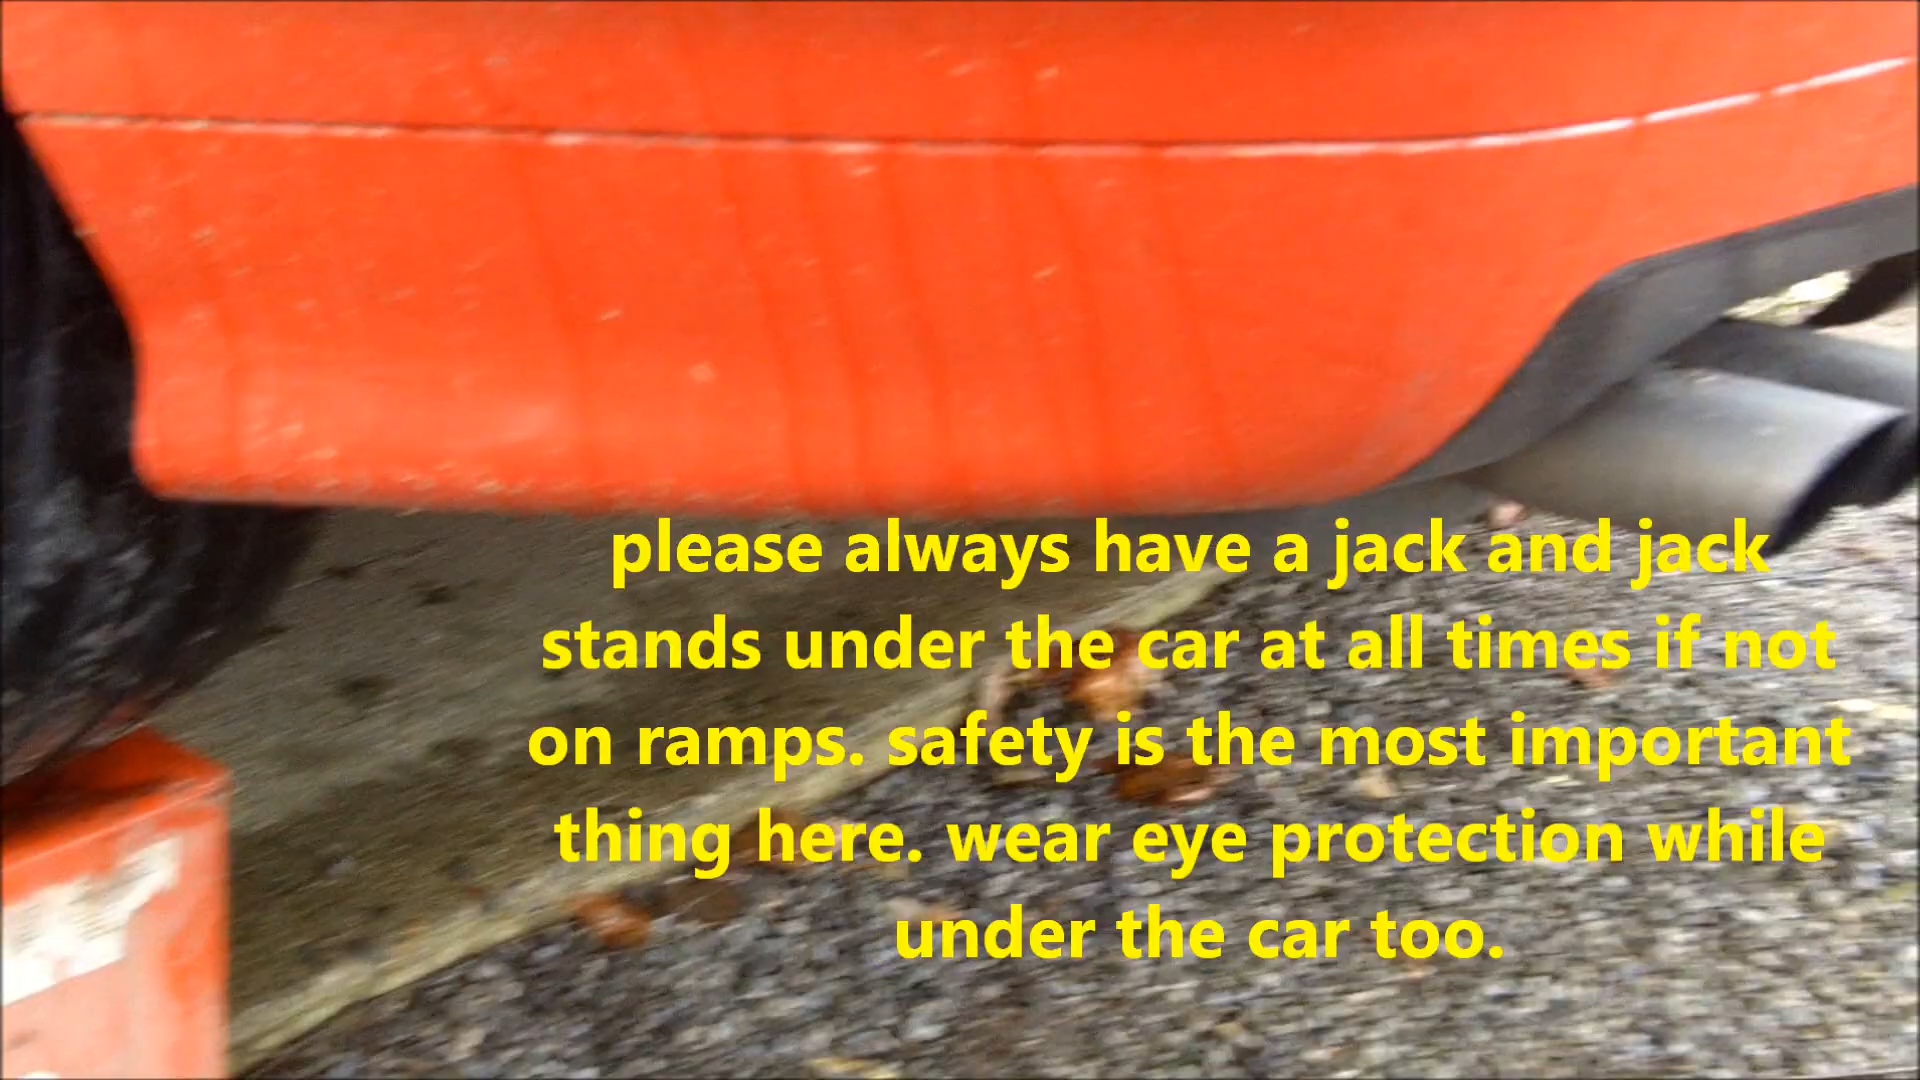 please always have a jack and jack
stands under the car at all times if not
on ramps. safety is the most important
thing here. wear eye protection while
under the car too.